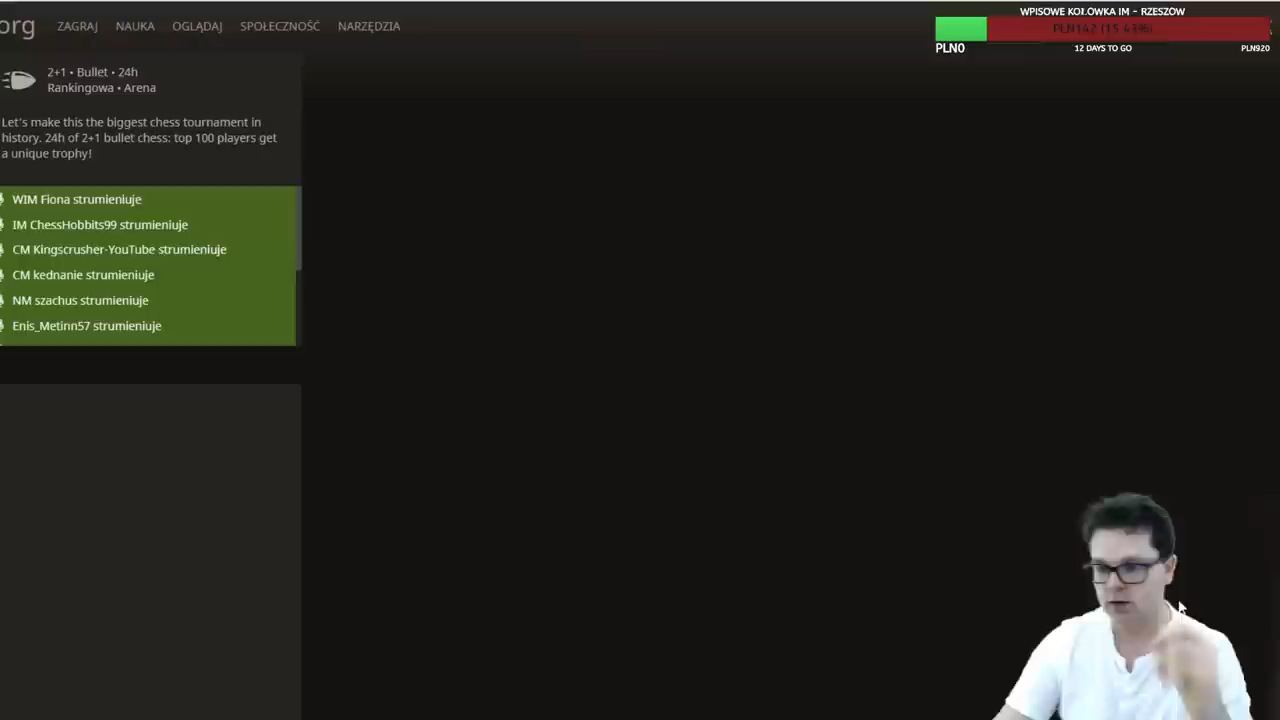 org ZAGRAJ NAUKA OGLĄDAJ SPOŁECZNOŚĆ NARZĘDZIA
WPISOWE KOŁOWKA IM - RZESZOW
PLN142 (15.43%)
PLN0 12 DAYS TO GO PLN920
2+1 • Bullet • 24h
Rankingowa • Arena
Let's make this the biggest chess tournament in
history. 24h of 2+1 bullet chess: top 100 players get
a unique trophy!
WIM Fiona strumieniuje
IM ChessHobbits99 strumieniuje
CM Kingscrusher-YouTube strumieniuje
CM kednanie strumieniuje
NM szachus strumieniuje
Enis_Metinn57 strumieniuje